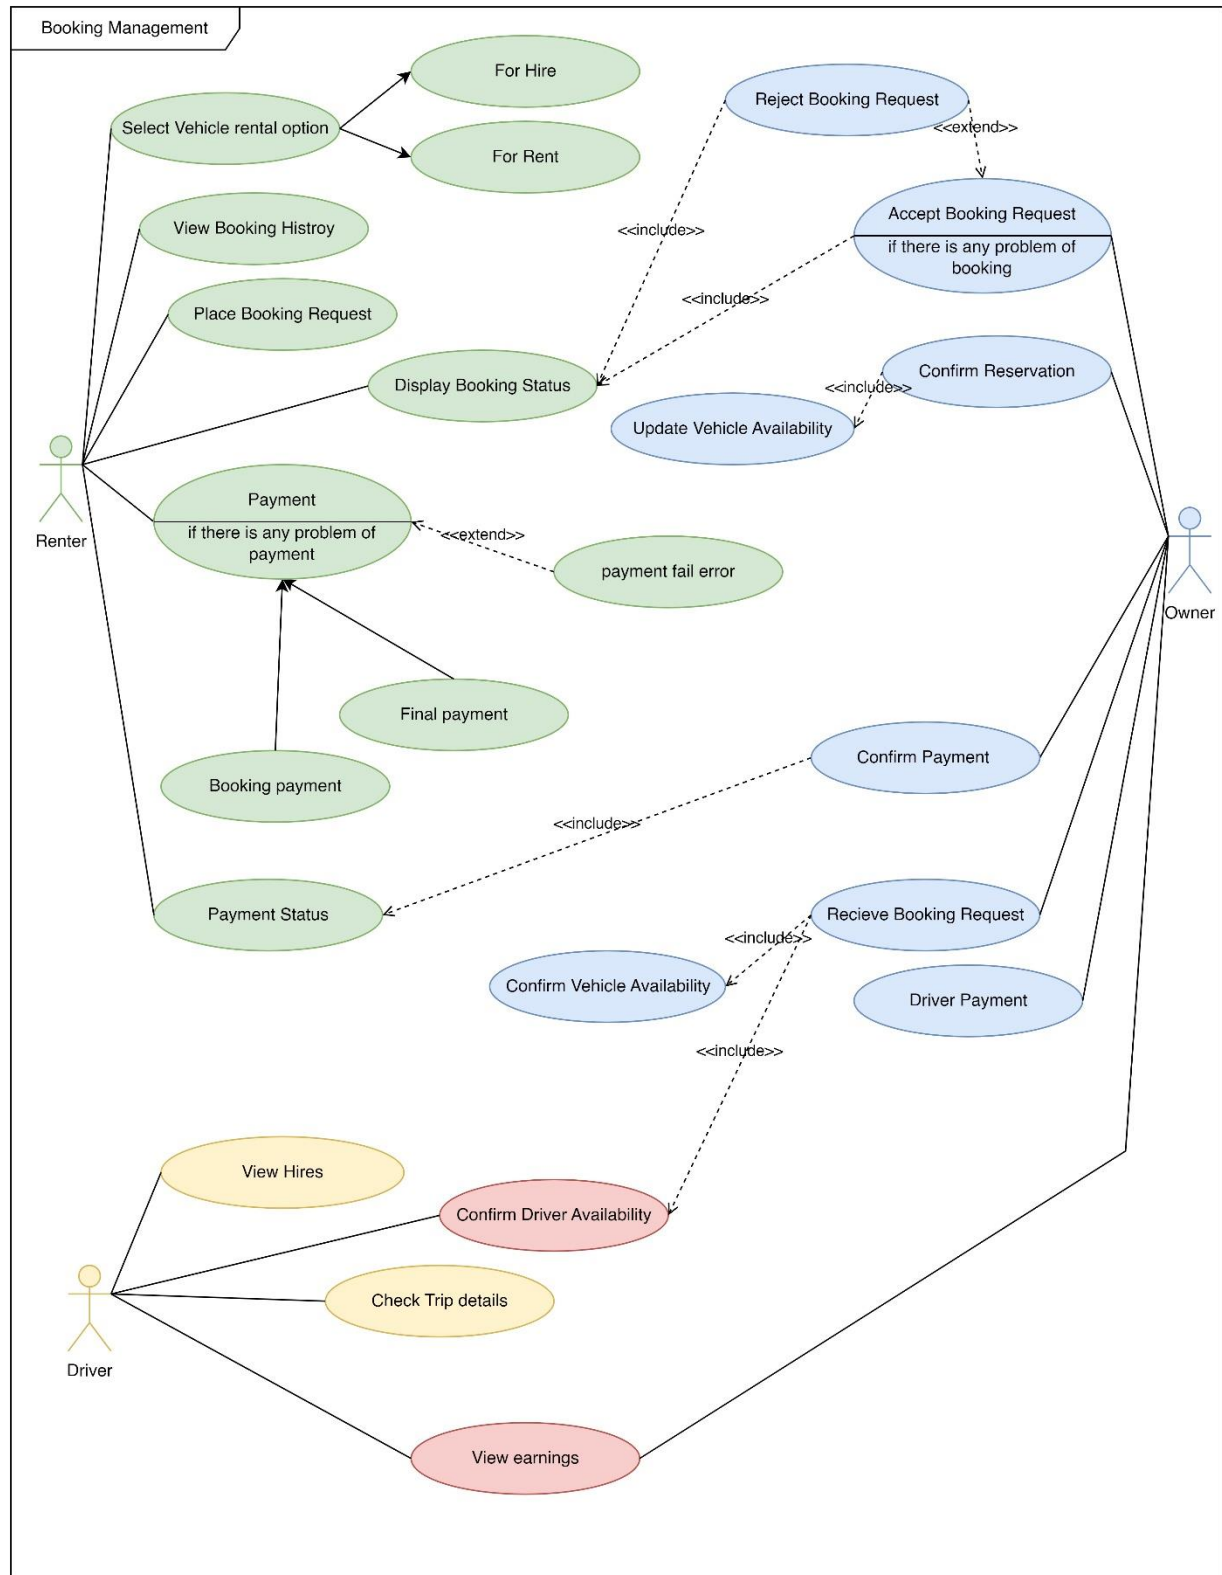 Booking Management
For Hire
Reject Booking Request
Select Vehicle rental option
<<extend>>
For Rent
Accept Booking Request
if there is any problem of
booking
View Booking Histroy
<<include>>
<<include>>
Place Booking Request
Display Booking Status
Confirm Reservation
<<include>>
Update Vehicle Availability
Renter
Payment
if there is any problem of
payment
<<extend>>
payment fail error
Owner
Final payment
Booking payment
Confirm Payment
<<include>>
Payment Status
Recieve Booking Request
<<include>>
Confirm Vehicle Availability
Driver Payment
<<include>>
View Hires
Confirm Driver Availability
Check Trip details
Driver
View earnings